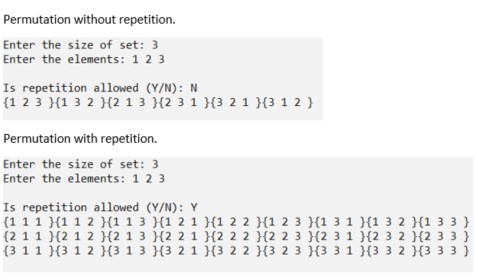 Permutation without repetition.
Enter the size of set: 3
Enter the elements: 1 2 3
Is repetition allowed (Y/N): N
{1 2 3 }{1 3 2 }{2 1 3 }{2 3 1 }{3 2 1 }{3 1 2 }
Permutation with repetition.
Enter the size of set: 3
Enter the elements: 1 2 3
Is repetition allowed (Y/N): Y
{1 1 1 }{1 1 2 }{1 1 3 }{1 2 1 }{1 2 2 }{1 2 3 }{1 3 1 }{1 3 2 }{1 3 3 }
{2 1 1 }{2 1 2 }{2 1 3 }{2 2 1 }{2 2 2 }{2 2 3 }{2 3 1 }{2 3 2 }{2 3 3 }
{3 1 1 }{3 1 2 }{3 1 3 }{3 2 1 }{3 2 2 }{3 2 3 }{3 3 1 }{3 3 2 }{3 3 3 }